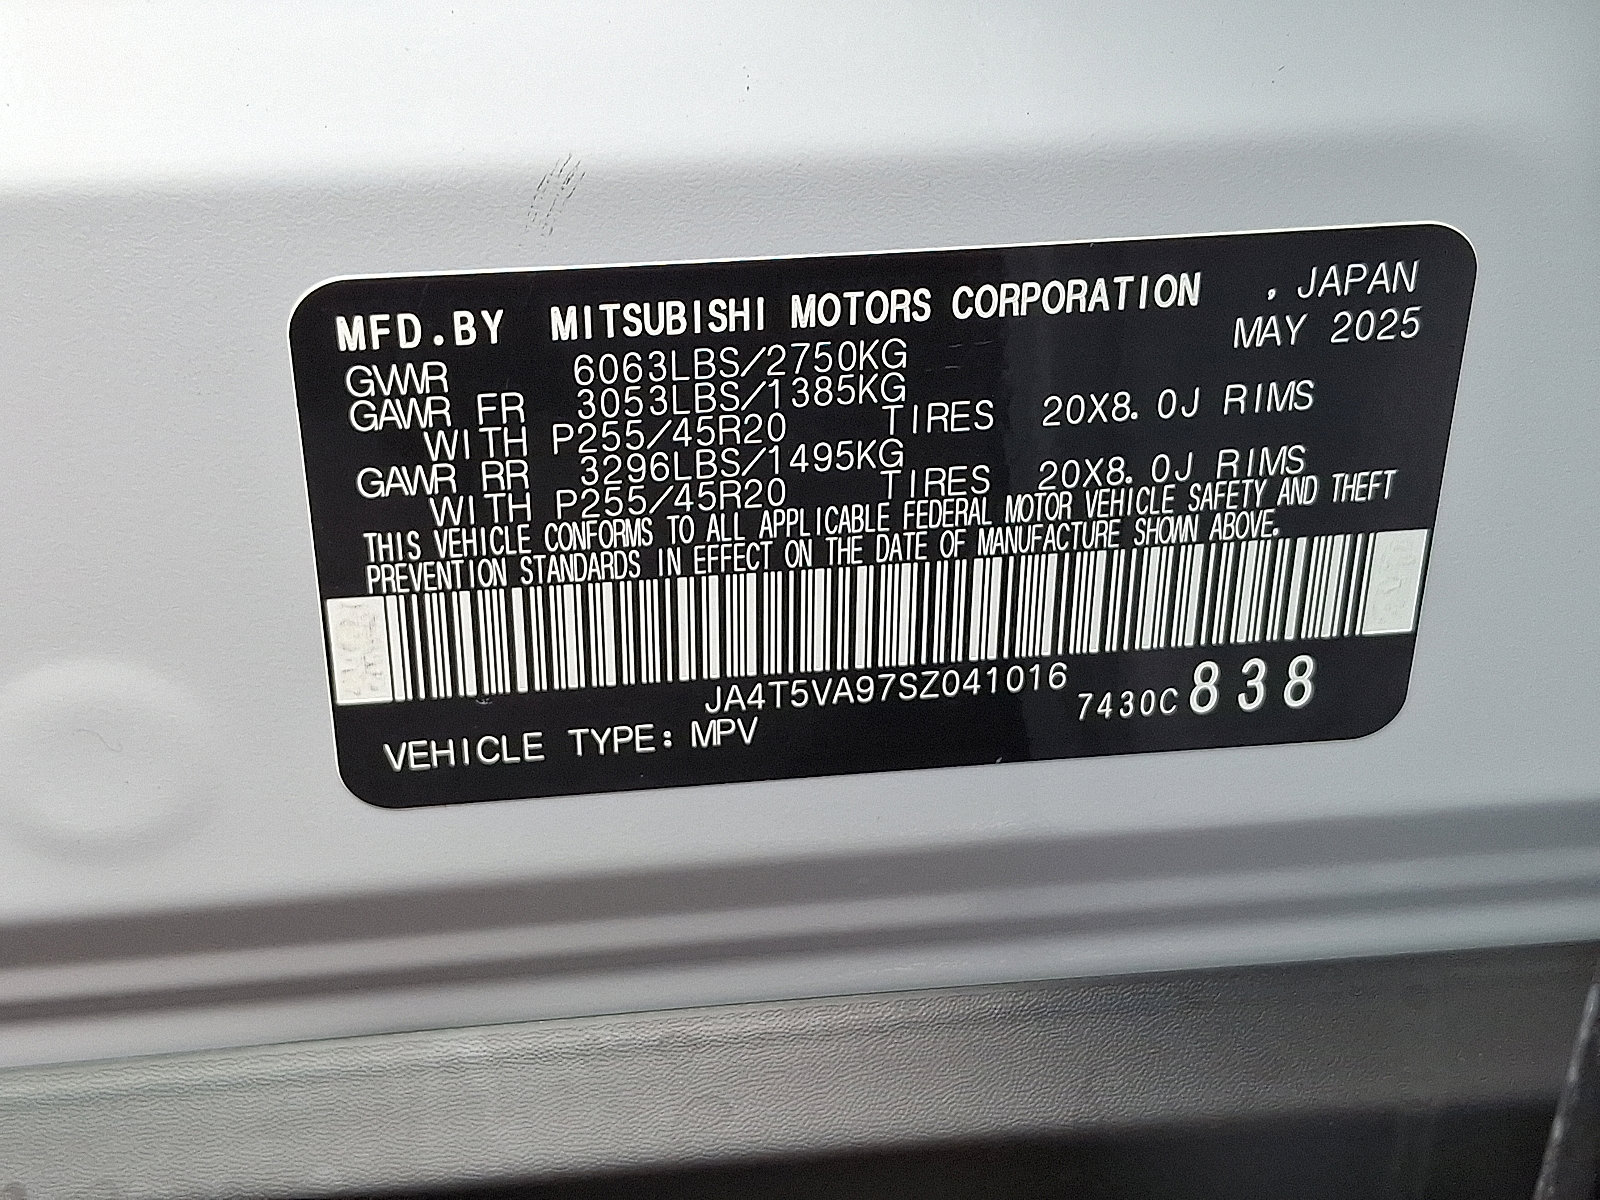 MFD.BY MITSUBISHI MOTORS CORPORATION , JAPAN
MAY 2025
GVWR 6063LBS/2750KG
GAWR FR 3053LBS/1385KG
WITH P255/45R20 TIRES 20X8.0J RIMS
GAWR RR 3296LBS/1495KG
WITH P255/45R20 TIRES 20X8.0J RIMS
THIS VEHICLE CONFORMS TO ALL APPLICABLE FEDERAL MOTOR VEHICLE SAFETY AND THEFT
PREVENTION STANDARDS IN EFFECT ON THE DATE OF MANUFACTURE SHOWN ABOVE.
JA4T5VA97SZ041016 7430C 838
VEHICLE TYPE: MPV